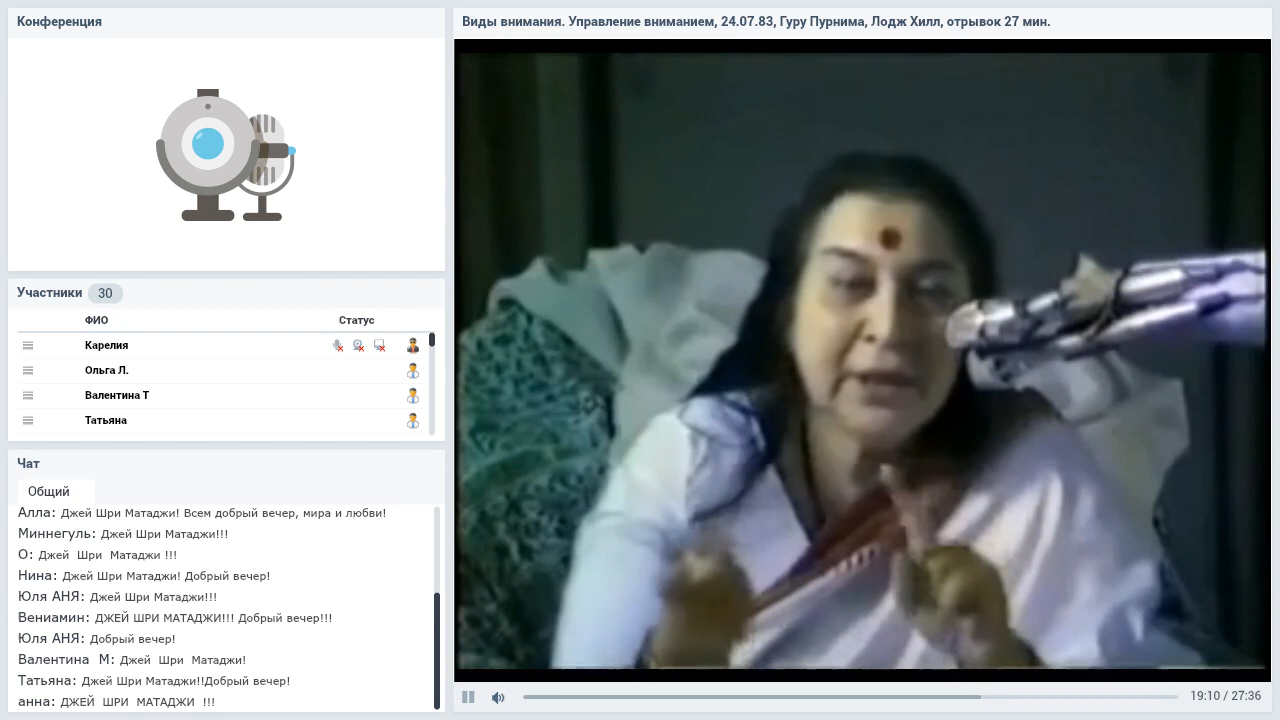 Конференция
Участники 30
ФИО Статус
Карелия
Ольга Л.
Валентина Т
Татьяна
Чат
Общий
Алла: Джей Шри Матаджи! Всем добрый вечер, мира и любви!
Миннегуль: Джей Шри Матаджи!!!
О: Джей Шри Матаджи !!!
Нина: Джей Шри Матаджи! Добрый вечер!
Юля АНЯ: Джей Шри Матаджи!!!
Вениамин: ДЖЕЙ ШРИ МАТАДЖИ!!! Добрый вечер!!!
Юля АНЯ: Добрый вечер!
Валентина М: Джей Шри Матаджи!
Татьяна: Джей Шри Матаджи!!Добрый вечер!
анна: ДЖЕЙ ШРИ МАТАДЖИ !!!
Виды внимания. Управление вниманием, 24.07.83, Гуру Пурнима, Лодж Хилл, отрывок 27 мин.
19:10 / 27:36